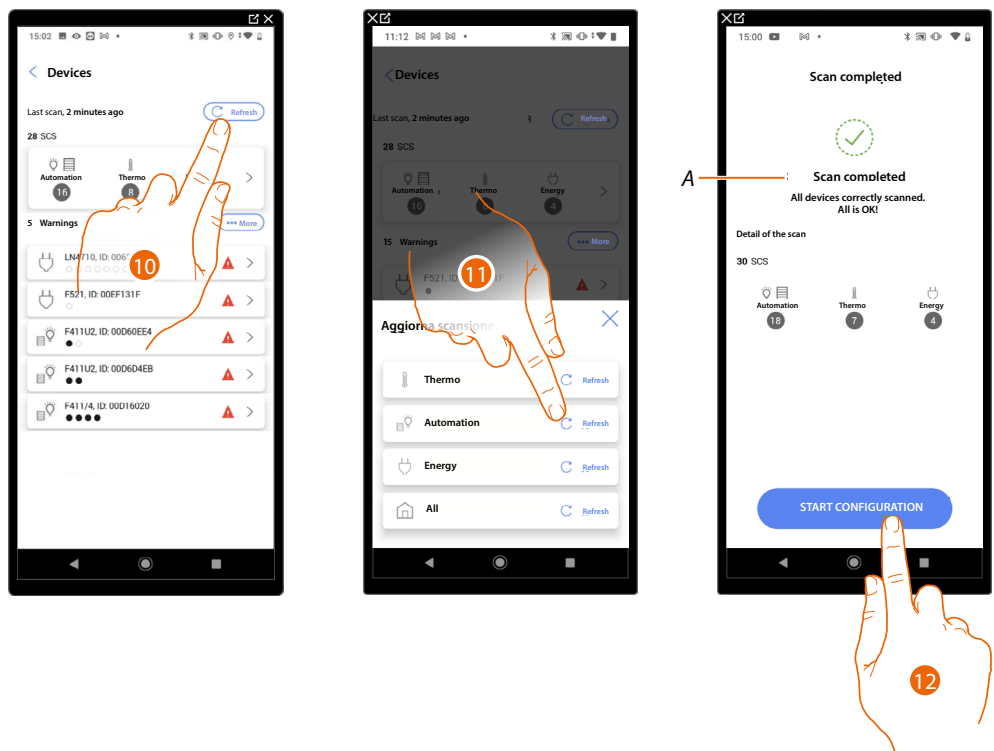 15:02
Devices
Last scan, 2 minutes ago
Refresh
28 SCS
Automation
Thermo
16
8
5 Warnings
••• More
LN4710, ID: 006
F521, ID: 00EF131F
F411U2, ID: 00D60EE4
F411U2, ID: 00D6D4EB
F411/4, ID: 00D16020
10
11:12
Devices
Last scan, 2 minutes ago
3
Refresh
28 SCS
Automation
Thermo
Energy
16
4
15 Warnings
••• More
F521, ID:
1F
11
Aggiorna scansione
Thermo
Refresh
Automation
Refresh
Energy
Refresh
All
Refresh
15:00
Scan completed
A
Scan completed
All devices correctly scanned.
All is OK!
Detail of the scan
30 SCS
Automation
Thermo
Energy
18
7
4
START CONFIGURATION
12